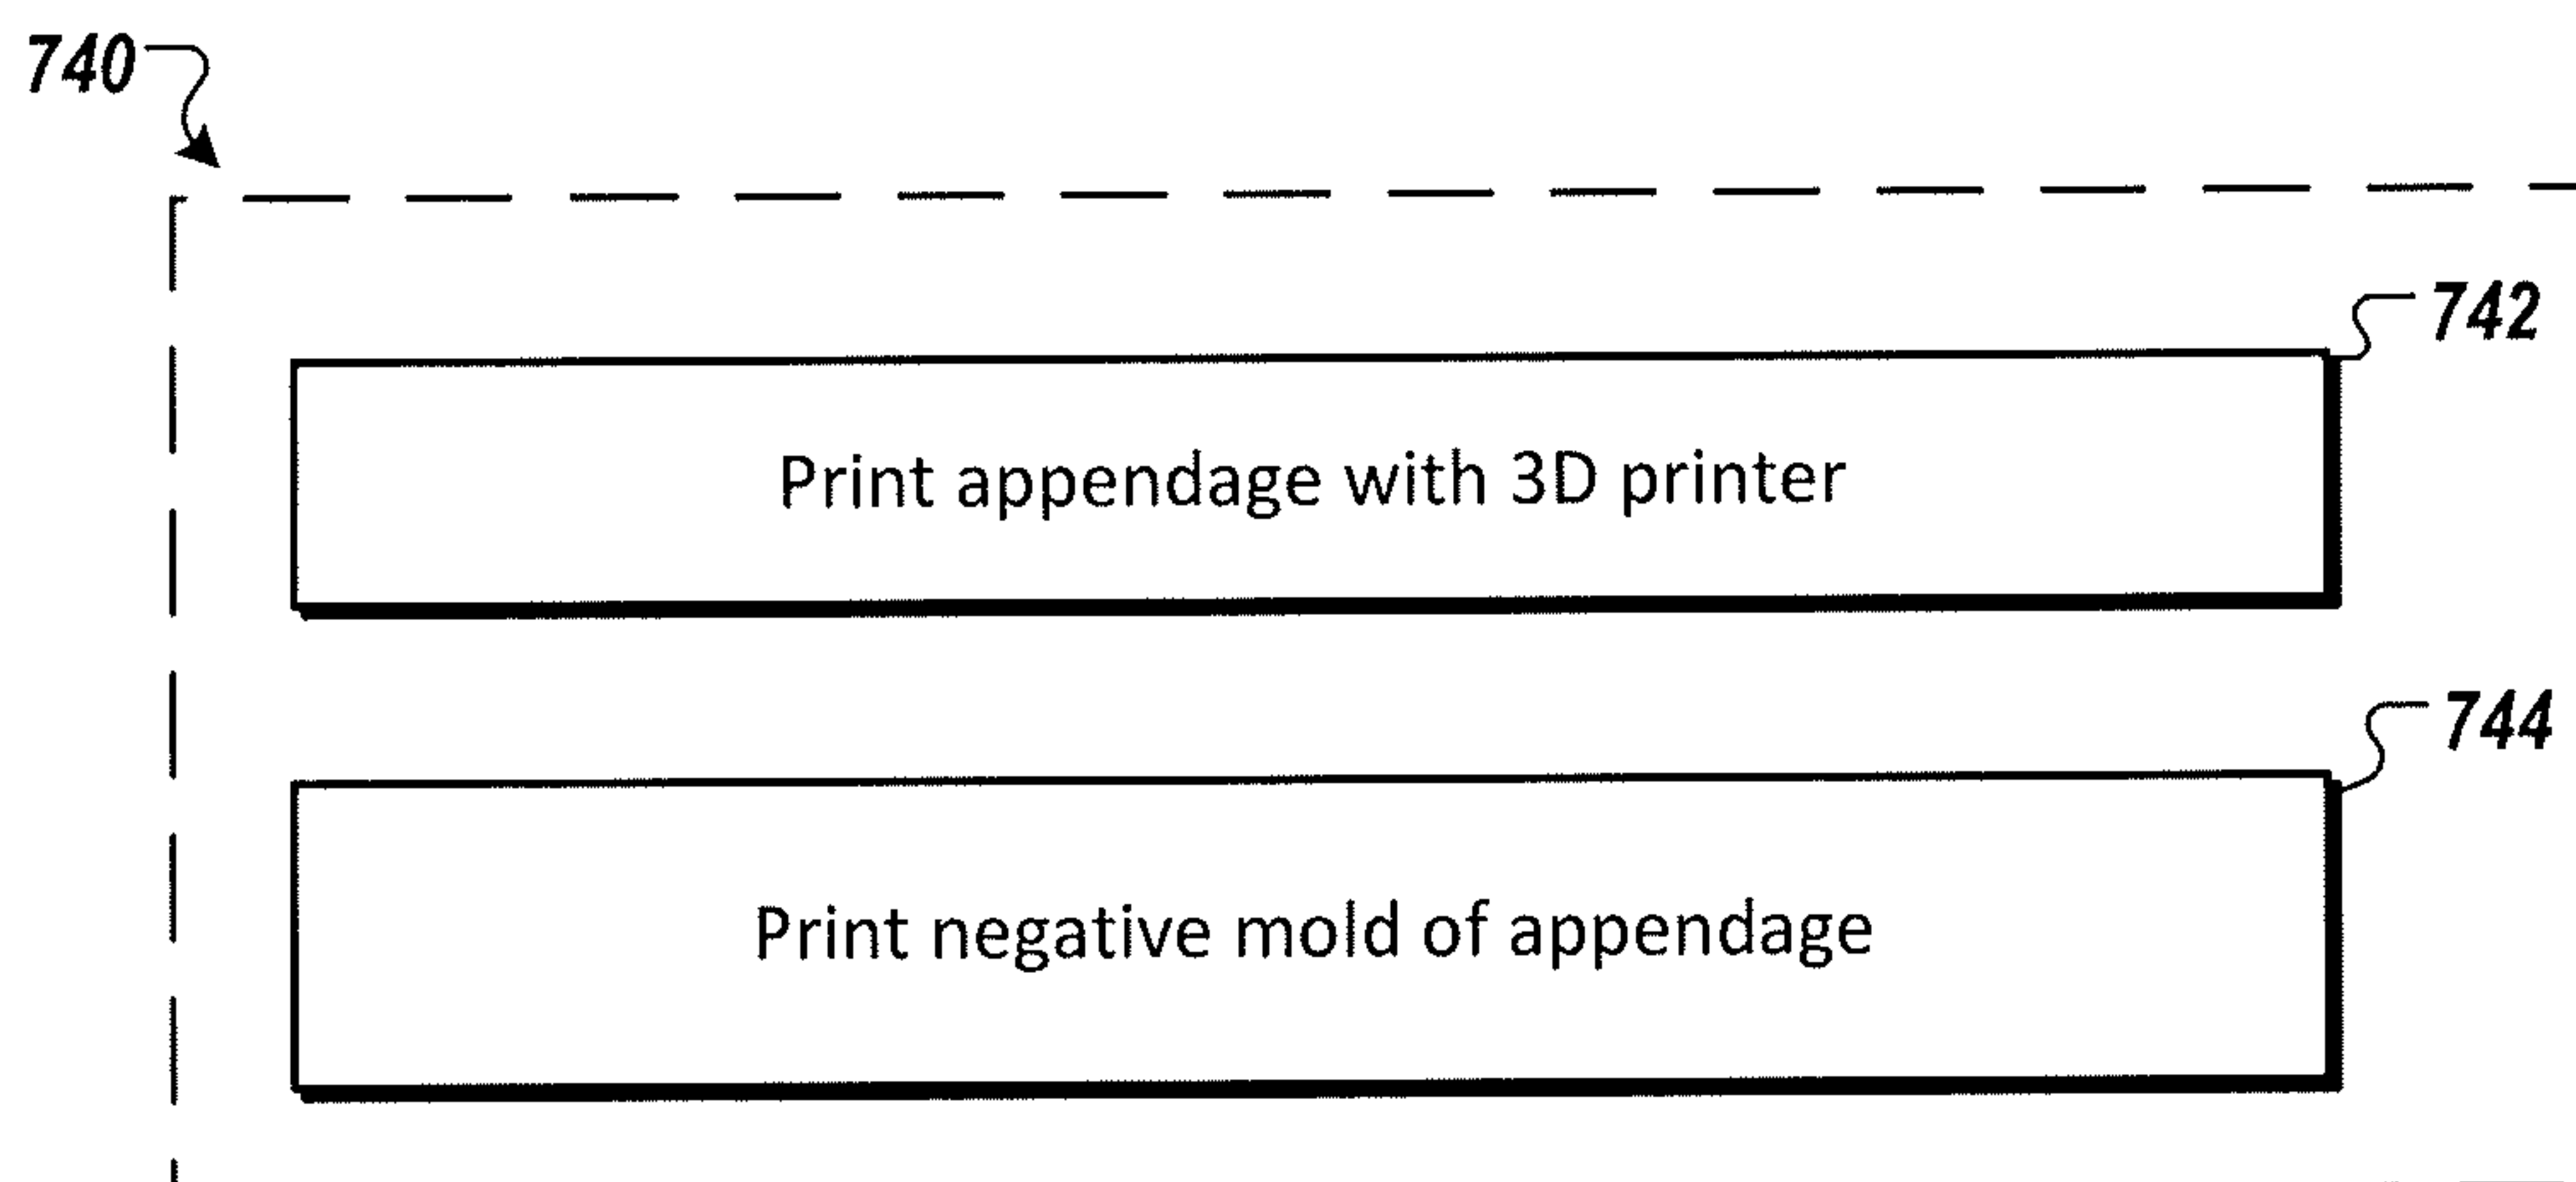 740
742
Print appendage with 3D printer
744
Print negative mold of appendage